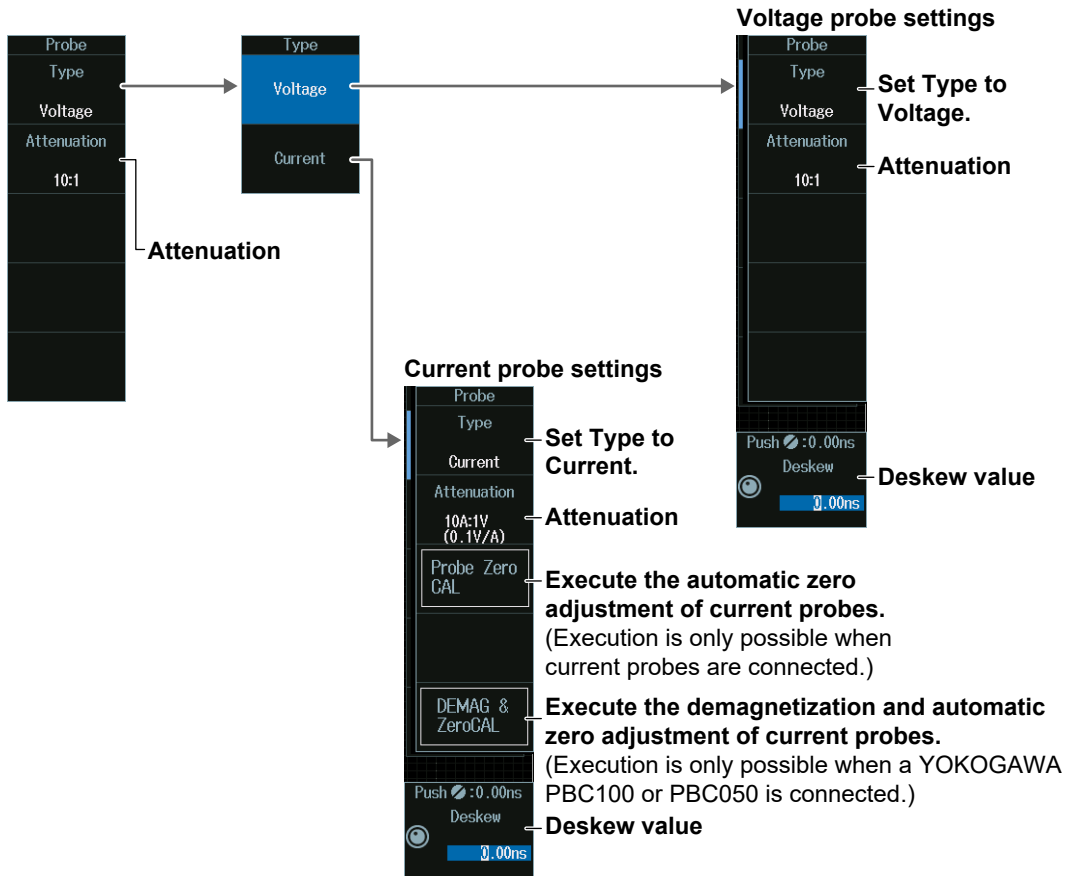 Voltage probe settings
Probe
Type
Voltage
Attenuation
10:1
Attenuation
Type
Voltage
Current
Probe
Type
Voltage
Attenuation
10:1
Set Type to
Voltage.
Attenuation
Push :0.00ns
Deskew
0.00ns
Deskew value
Current probe settings
Probe
Type
Current
Attenuation
10A:1V
(0.1V/A)
Probe Zero
CAL
DEMAG &
ZeroCAL
Push :0.00ns
Deskew
0.00ns
Set Type to
Current.
Attenuation
Execute the automatic zero
adjustment of current probes.
(Execution is only possible when
current probes are connected.)
Execute the demagnetization and automatic
zero adjustment of current probes.
(Execution is only possible when a YOKOGAWA
PBC100 or PBC050 is connected.)
Deskew value